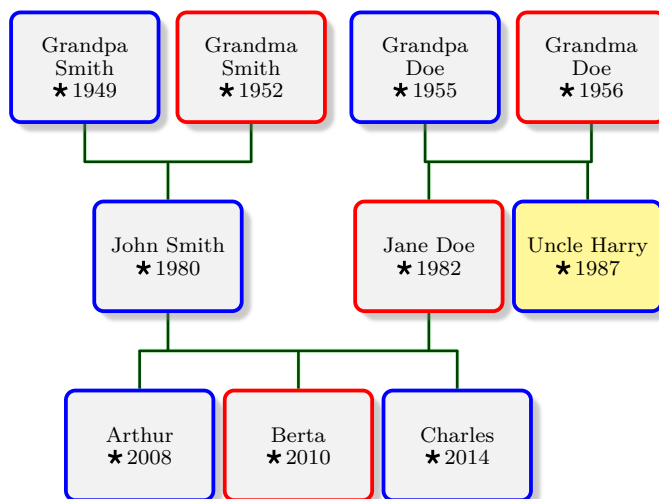 Grandpa
Smith
★ 1949
Grandma
Smith
★ 1952
Grandpa
Doe
★ 1955
Grandma
Doe
★ 1956
John Smith
★ 1980
Jane Doe
★ 1982
Uncle Harry
★ 1987
Arthur
★ 2008
Berta
★ 2010
Charles
★ 2014